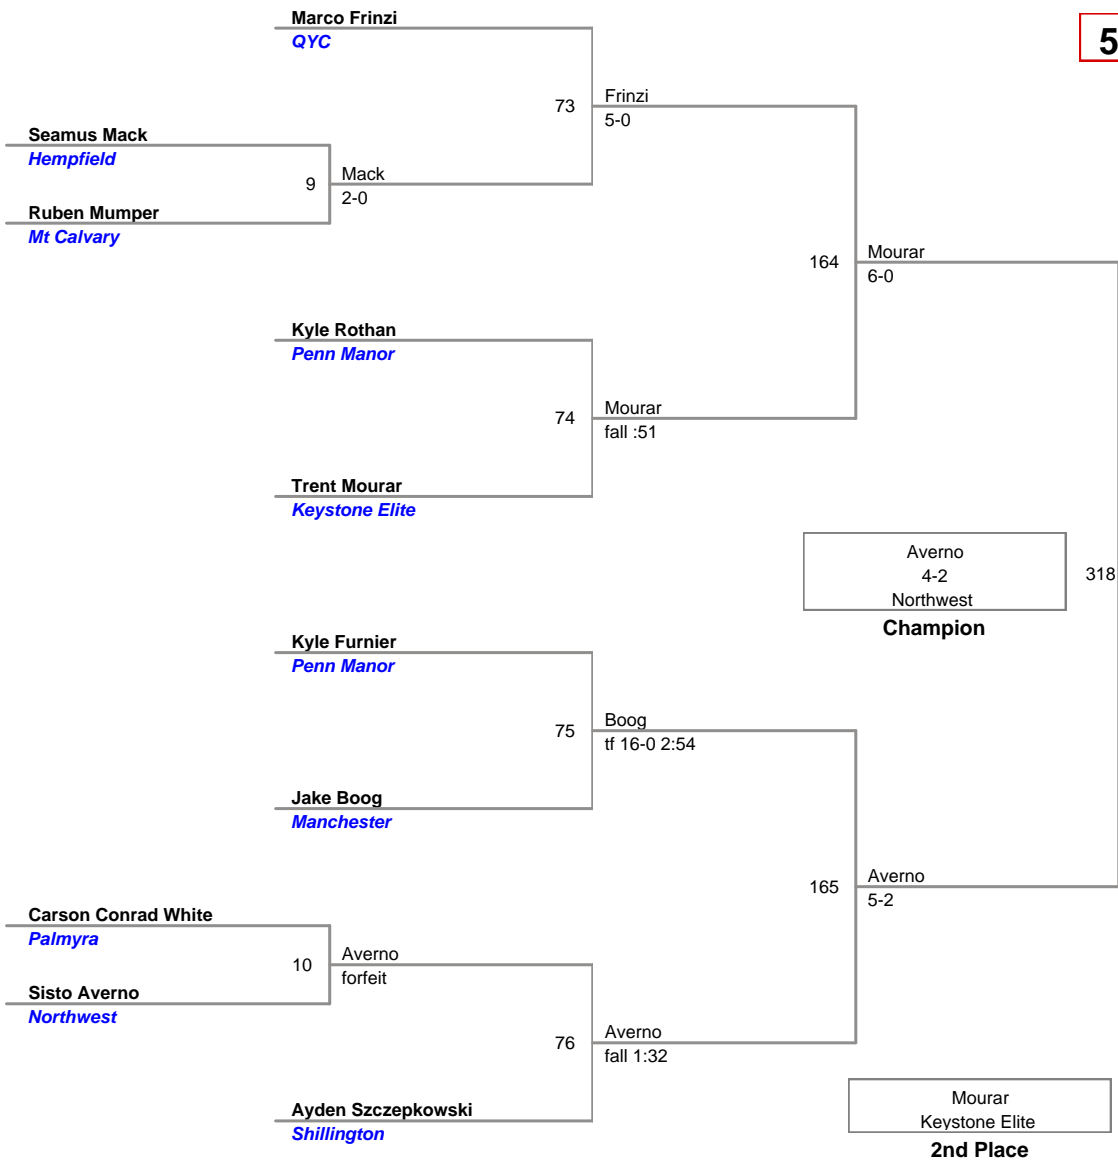 Marco Frinzi
QYC
5
73
Frinzi
5-0
Seamus Mack
Hempfield
9
Mack
2-0
Ruben Mumper
Mt Calvary
164
Mourar
6-0
Kyle Rothan
Penn Manor
74
Mourar
fall :51
Trent Mourar
Keystone Elite
Averno
4-2
Northwest
Champion
318
Kyle Furnier
Penn Manor
75
Boog
tf 16-0 2:54
Jake Boog
Manchester
165
Averno
5-2
Carson Conrad White
Palmyra
10
Averno
forfeit
Sisto Averno
Northwest
76
Averno
fall 1:32
Ayden Szczepkowski
Shillington
Mourar
Keystone Elite
2nd Place